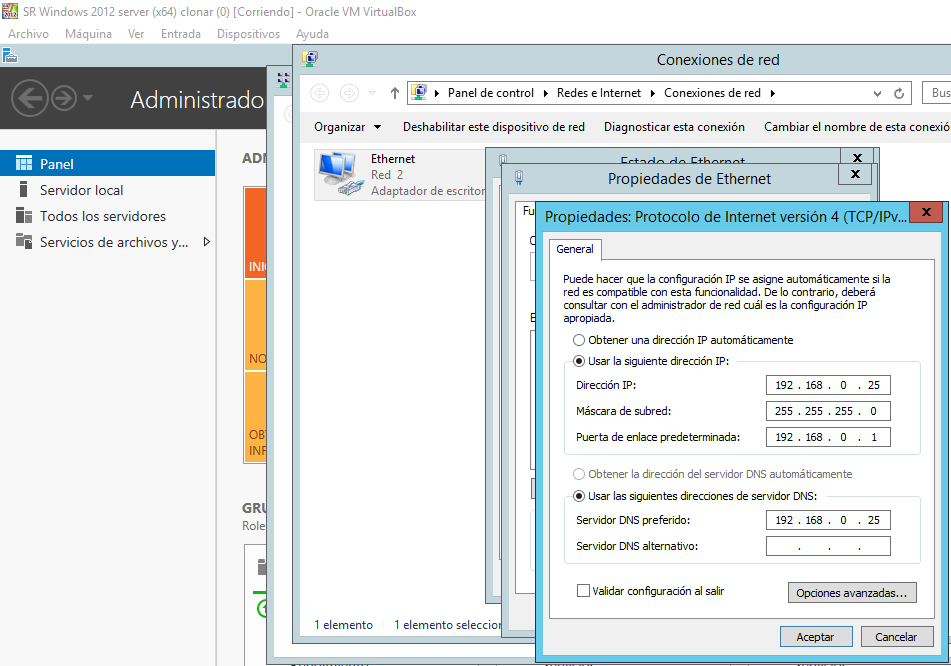 SR Windows 2012 server (x64) clonar (0) [Corriendo] - Oracle VM VirtualBox
Archivo Máquina Ver Entrada Dispositivos Ayuda
Conexiones de red
Administrado
Panel de control Redes e Internet Conexiones de red
Bus
Organizar Deshabilitar este dispositivo de red Diagnosticar esta conexión Cambiar el nombre de esta conexió
Panel
Servidor local
Todos los servidores
Servicios de archivos y...
ADM
INIC
NO
OBT
INF
GRU
Role
Ethernet
Red 2
Adaptador de escritor
1 elemento 1 elemento seleccion
Estado de Ethernet
x
Propiedades de Ethernet
x
Fu
Propiedades: Protocolo de Internet versión 4 (TCP/IPv...
x
General
Puede hacer que la configuración IP se asigne automáticamente si la
red es compatible con esta funcionalidad. De lo contrario, deberá
consultar con el administrador de red cuál es la configuración IP
apropiada.
Obtener una dirección IP automáticamente
Usar la siguiente dirección IP:
Dirección IP: 192 . 168 . 0 . 25
Máscara de subred: 255 . 255 . 255 . 0
Puerta de enlace predeterminada: 192 . 168 . 0 . 1
Obtener la dirección del servidor DNS automáticamente
Usar las siguientes direcciones de servidor DNS:
Servidor DNS preferido: 192 . 168 . 0 . 25
Servidor DNS alternativo: . . .
Validar configuración al salir
Opciones avanzadas...
Aceptar Cancelar